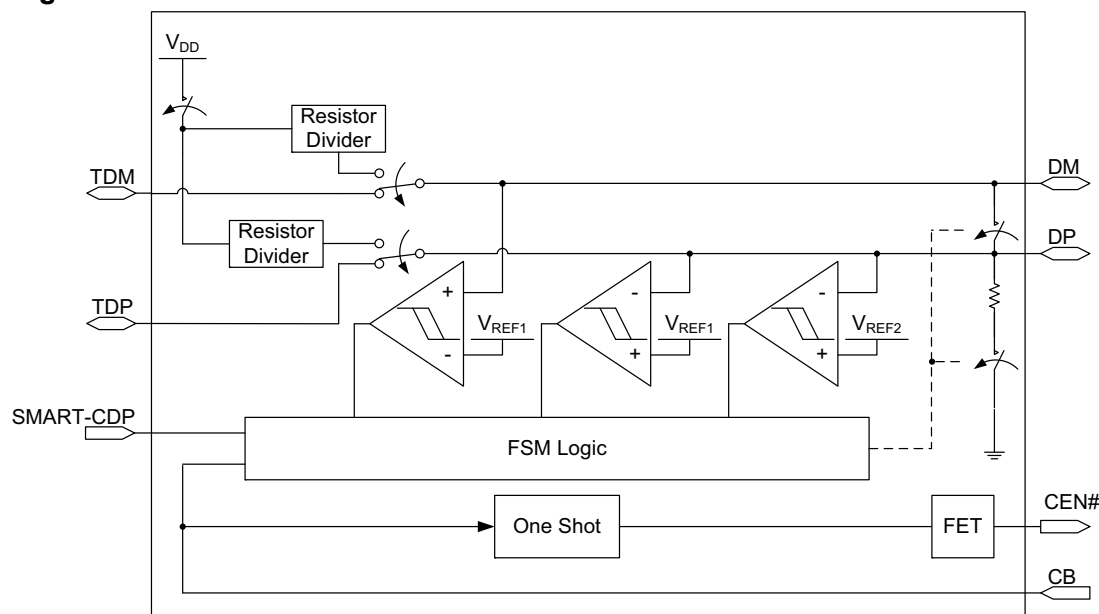 V_DD
Resistor
Divider
TDM
DM
Resistor
Divider
DP
TDP
+
-
V_REF1
-
+
V_REF1
-
+
V_REF2
SMART-CDP
FSM Logic
One Shot
FET
CEN#
CB